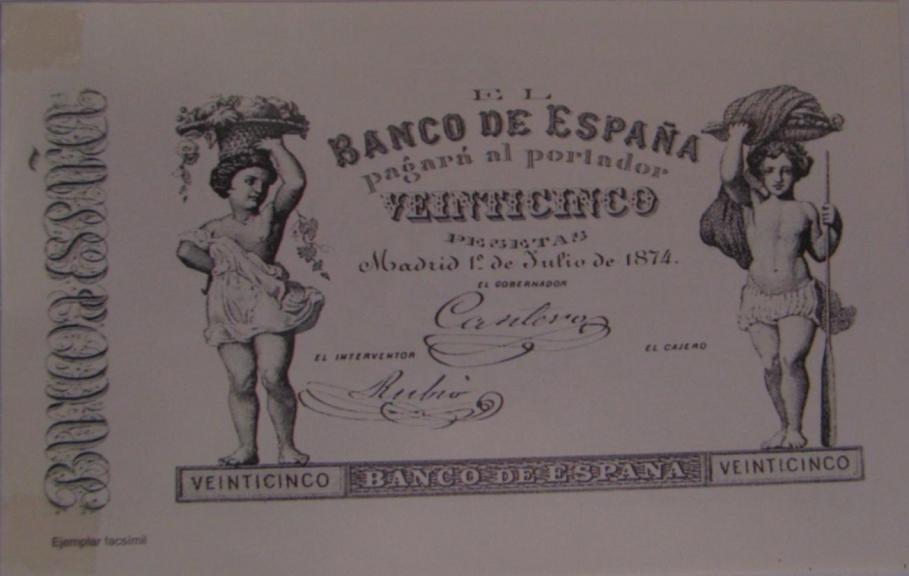 BANCO DE ESPAÑA
EL
BANCO DE ESPAÑA
pagará al portador
VEINTICINCO
PESETAS
Madrid 1º de Julio de 1874.
EL GOBERNADOR
Cantero
EL INTERVENTOR
EL CAJERO
Rubio
VEINTICINCO
BANCO DE ESPAÑA
VEINTICINCO
Ejemplar facsímil